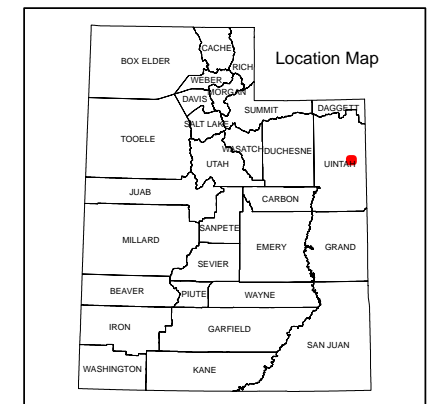 Location Map
CACHE
BOX ELDER
RICH
WEBER
MORGAN
DAVIS
SUMMIT
DAGGETT
SALT LAKE
TOOELE
WASATCH
DUCHESNE
UTAH
UINTAH
JUAB
CARBON
SANPETE
MILLARD
EMERY
GRAND
SEVIER
BEAVER
PIUTE
WAYNE
IRON
GARFIELD
SAN JUAN
WASHINGTON
KANE